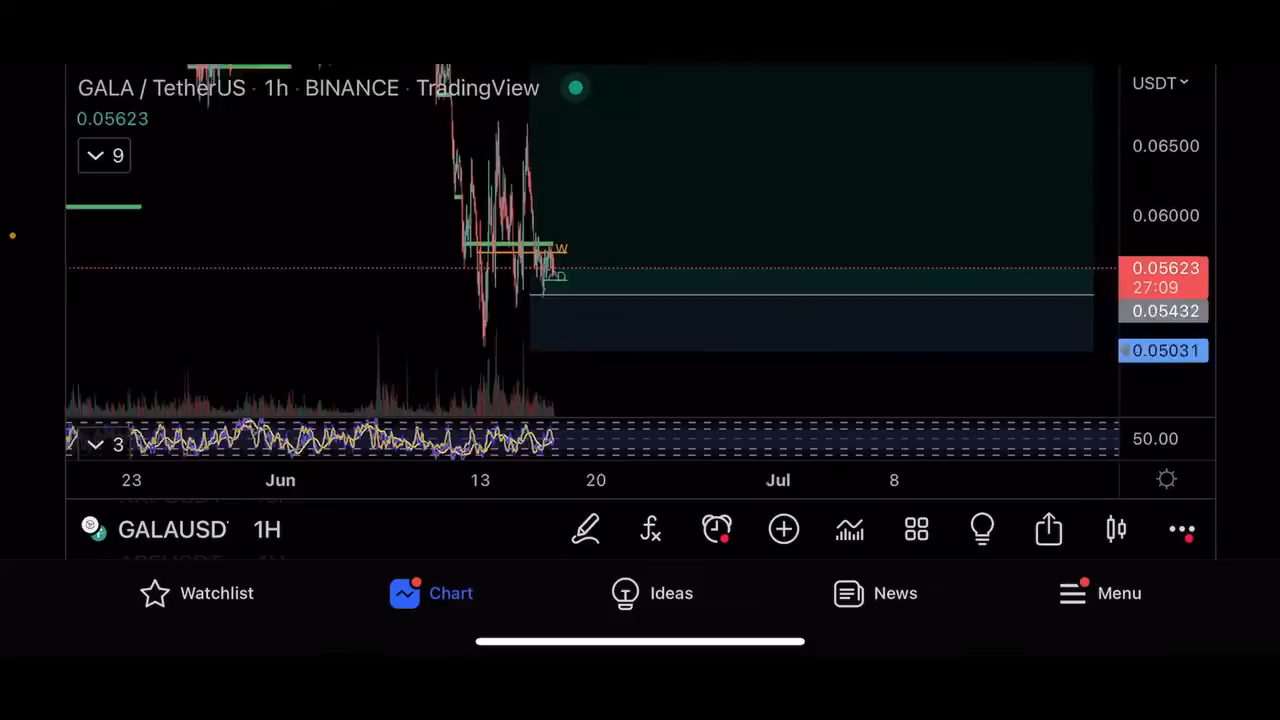 GALA / TetherUS · 1h · BINANCE · TradingView
USDT
0.05623
9
0.06500
0.06000
W
D
0.05623
27:09
0.05432
0.05031
3
50.00
23 Jun 13 20 Jul 8
GALAUSD 1H
Watchlist Chart Ideas News Menu